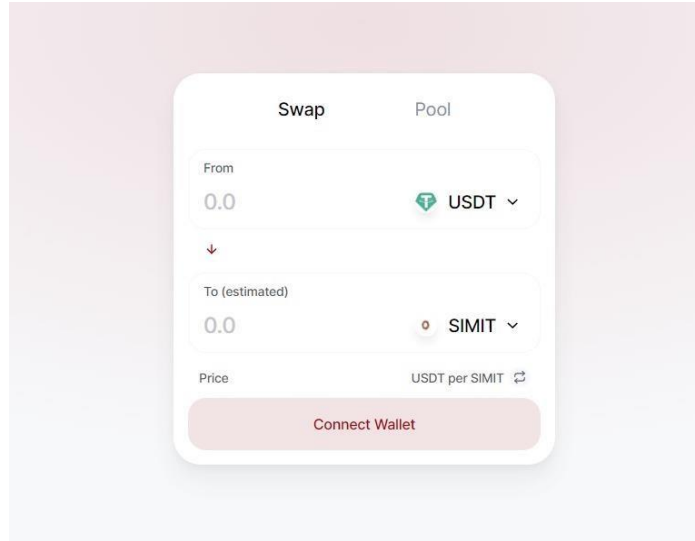 Swap Pool
From
0.0 USDT
To (estimated)
0.0 SIMIT
Price USDT per SIMIT
Connect Wallet